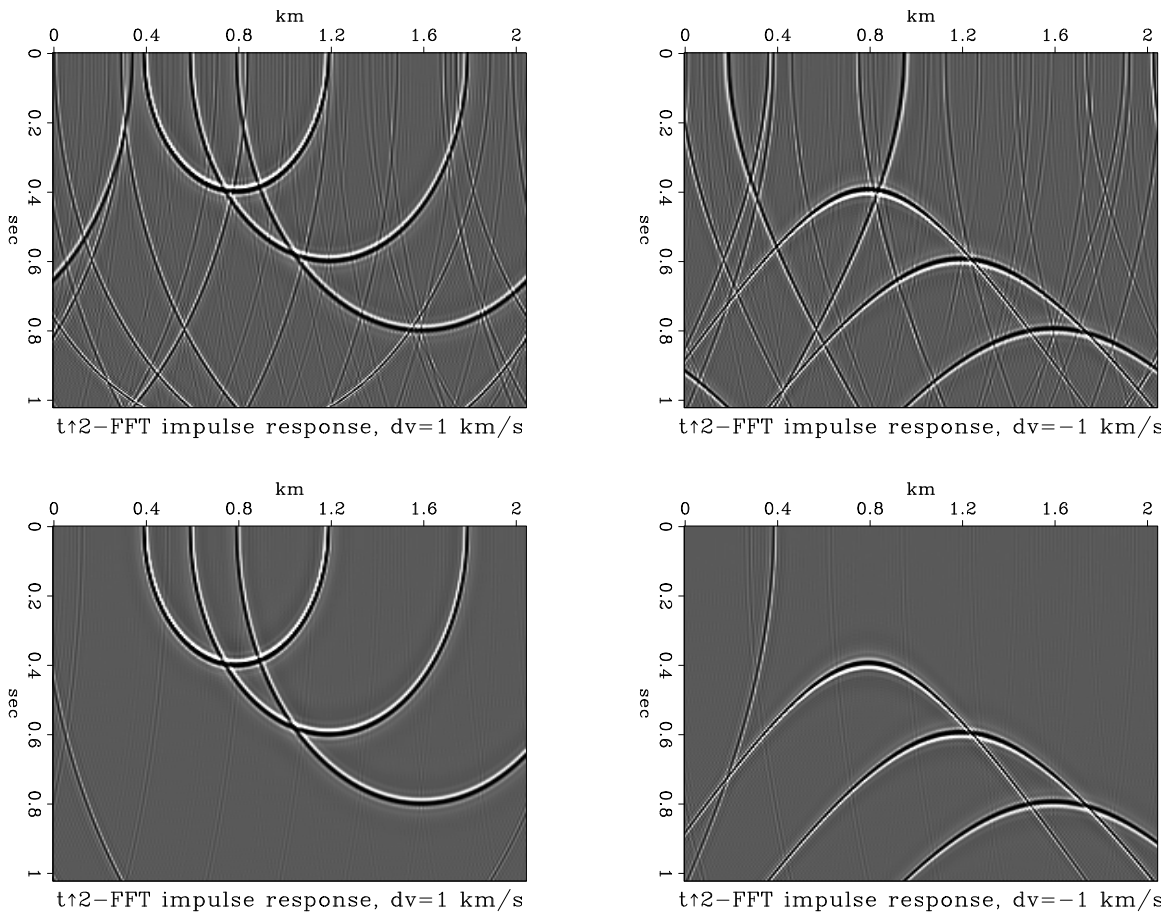 km
0 0.4 0.8 1.2 1.6 2
0 0.2 0.4 0.6 0.8 1
sec
t↑2−FFT impulse response, dv=1 km/s
km
0 0.4 0.8 1.2 1.6 2
0 0.2 0.4 0.6 0.8 1
sec
t↑2−FFT impulse response, dv=−1 km/s
km
0 0.4 0.8 1.2 1.6 2
0 0.2 0.4 0.6 0.8 1
sec
t↑2−FFT impulse response, dv=1 km/s
km
0 0.4 0.8 1.2 1.6 2
0 0.2 0.4 0.6 0.8 1
sec
t↑2−FFT impulse response, dv=−1 km/s